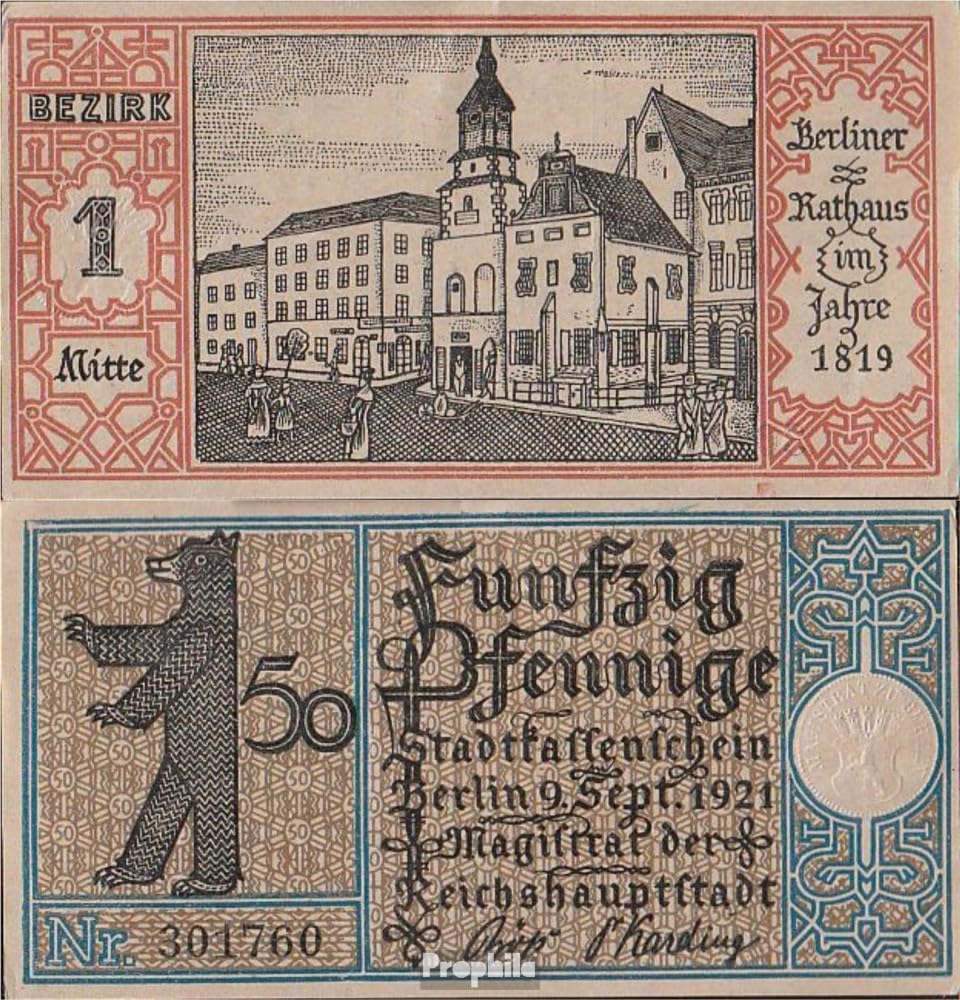 BEZIRK
1
Mitte
Berliner
Rathaus
im
Jahre
1819
Funfzig
Pfennige
50
Stadtkaſſenſchein
Berlin 9. Sept. 1921
Magiſtrat der
Reichshauptſtadt
Nr. 301760
Prophila